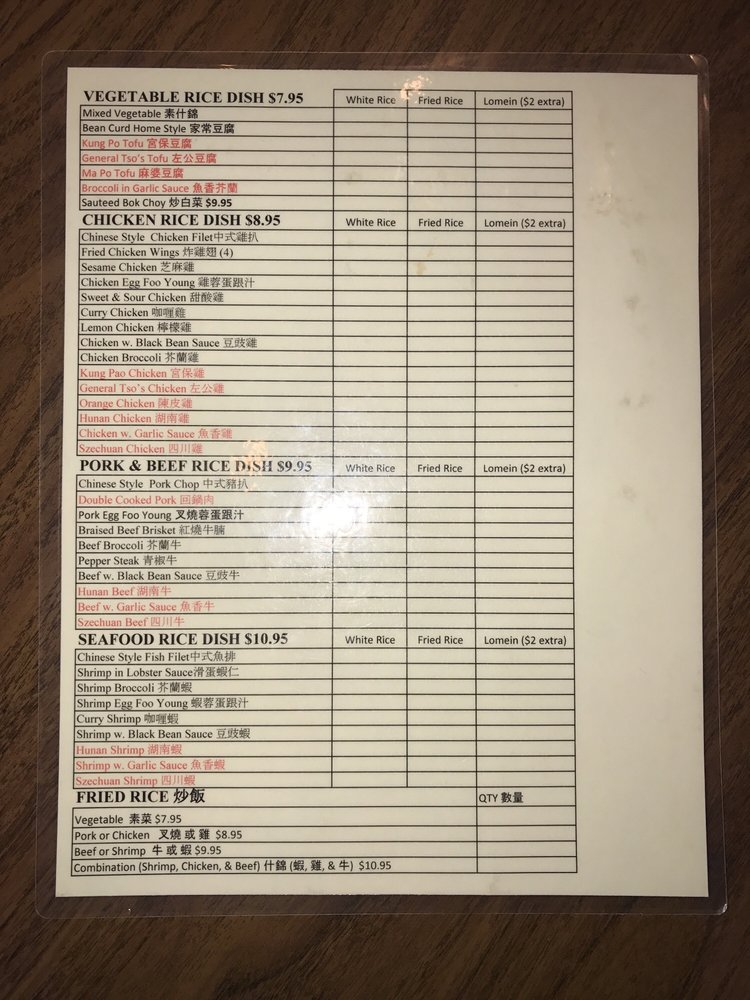 VEGETABLE RICE DISH $7.95 White Rice Fried Rice Lomein ($2 extra)
Mixed Vegetable 素什錦
Bean Curd Home Style 家常豆腐
Kung Po Tofu 宮保豆腐
General Tso's Tofu 左公豆腐
Ma Po Tofu 麻婆豆腐
Broccoli in Garlic Sauce 魚香芥蘭
Sauteed Bok Choy 炒白菜 $9.95
CHICKEN RICE DISH $8.95 White Rice Fried Rice Lomein ($2 extra)
Chinese Style Chicken Filet中式雞扒
Fried Chicken Wings 炸雞翅 (4)
Sesame Chicken 芝麻雞
Chicken Egg Foo Young 雞蓉蛋跟汁
Sweet & Sour Chicken 甜酸雞
Curry Chicken 咖喱雞
Lemon Chicken 檸檬雞
Chicken w. Black Bean Sauce 豆豉雞
Chicken Broccoli 芥蘭雞
Kung Pao Chicken 宮保雞
General Tso's Chicken 左公雞
Orange Chicken 陳皮雞
Hunan Chicken 湖南雞
Chicken w. Garlic Sauce 魚香雞
Szechuan Chicken 四川雞
PORK & BEEF RICE DISH $9.95 White Rice Fried Rice Lomein ($2 extra)
Chinese Style Pork Chop 中式豬扒
Double Cooked Pork 回鍋肉
Pork Egg Foo Young 叉燒蓉蛋跟汁
Braised Beef Brisket 紅燒牛腩
Beef Broccoli 芥蘭牛
Pepper Steak 青椒牛
Beef w. Black Bean Sauce 豆豉牛
Hunan Beef 湖南牛
Beef w. Garlic Sauce 魚香牛
Szechuan Beef 四川牛
SEAFOOD RICE DISH $10.95 White Rice Fried Rice Lomein ($2 extra)
Chinese Style Fish Filet中式魚排
Shrimp in Lobster Sauce滑蛋蝦仁
Shrimp Broccoli 芥蘭蝦
Shrimp Egg Foo Young 蝦蓉蛋跟汁
Curry Shrimp 咖喱蝦
Shrimp w. Black Bean Sauce 豆豉蝦
Hunan Shrimp 湖南蝦
Shrimp w. Garlic Sauce 魚香蝦
Szechuan Shrimp 四川蝦
FRIED RICE 炒飯 QTY 數量
Vegetable 素菜 $7.95
Pork or Chicken 叉燒 或 雞 $8.95
Beef or Shrimp 牛 或 蝦 $9.95
Combination (Shrimp, Chicken, & Beef) 什錦 (蝦, 雞, & 牛) $10.95